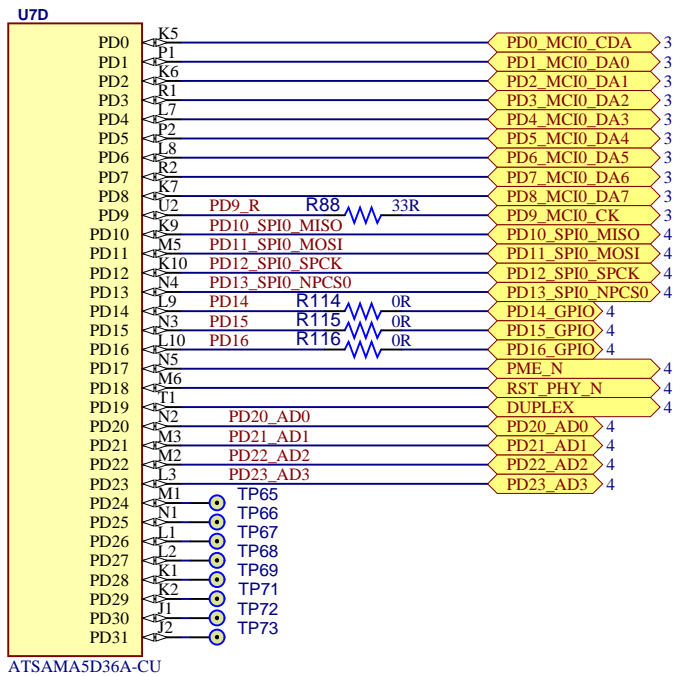 U7D
PD0 K5 PD0_MCI0_CDA 3
PD1 P1 PD1_MCI0_DA0 3
PD2 K6 PD2_MCI0_DA1 3
PD3 R1 PD3_MCI0_DA2 3
PD4 L7 PD4_MCI0_DA3 3
PD5 P2 PD5_MCI0_DA4 3
PD6 L8 PD6_MCI0_DA5 3
PD7 R2 PD7_MCI0_DA6 3
PD8 K7 PD8_MCI0_DA7 3
PD9 U2 PD9_R R88 33R PD9_MCI0_CK 3
PD10 K9 PD10_SPI0_MISO PD10_SPI0_MISO 4
PD11 M5 PD11_SPI0_MOSI PD11_SPI0_MOSI 4
PD12 K10 PD12_SPI0_SPCK PD12_SPI0_SPCK 4
PD13 N4 PD13_SPI0_NPCS0 PD13_SPI0_NPCS0 4
PD14 L9 PD14 R114 0R PD14_GPIO 4
PD15 N3 PD15 R115 0R PD15_GPIO 4
PD16 L10 PD16 R116 0R PD16_GPIO 4
PD17 N5 PME_N 4
PD18 M6 RST_PHY_N 4
PD19 T1 DUPLEX 4
PD20 N2 PD20_AD0 PD20_AD0 4
PD21 M3 PD21_AD1 PD21_AD1 4
PD22 M2 PD22_AD2 PD22_AD2 4
PD23 L3 PD23_AD3 PD23_AD3 4
PD24 M1 TP65
PD25 N1 TP66
PD26 L1 TP67
PD27 L2 TP68
PD28 K1 TP69
PD29 K2 TP71
PD30 J1 TP72
PD31 J2 TP73
ATSAMA5D36A-CU